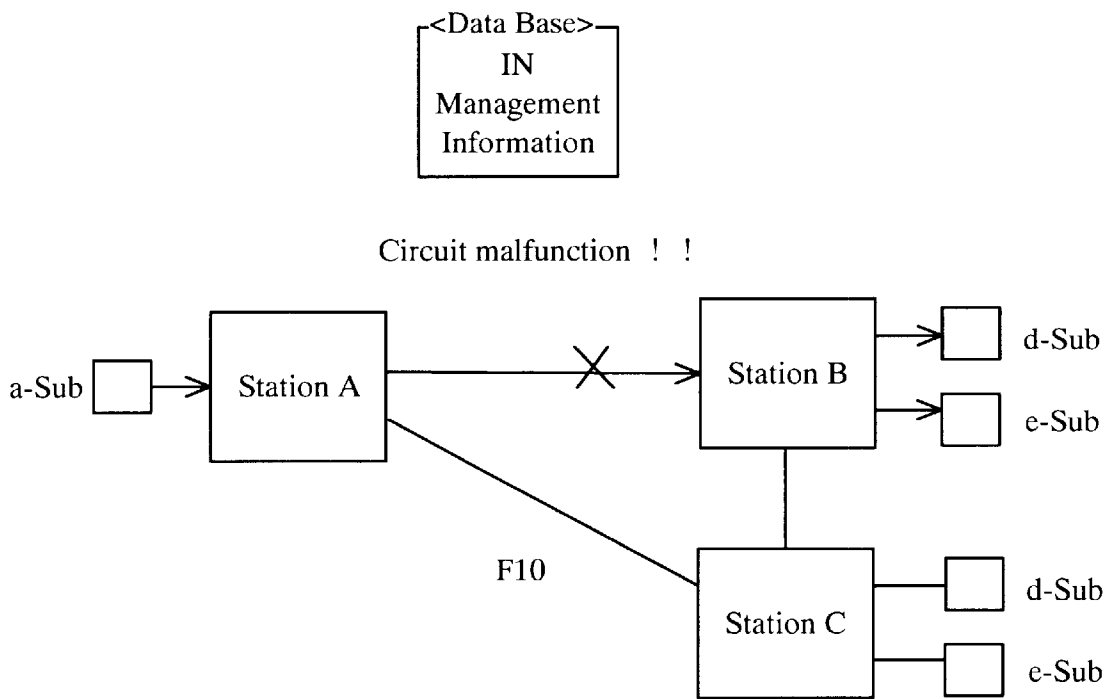 <Data Base>
IN
Management
Information
Circuit malfunction ! !
a-Sub
Station A
Station B
d-Sub
e-Sub
F10
Station C
d-Sub
e-Sub